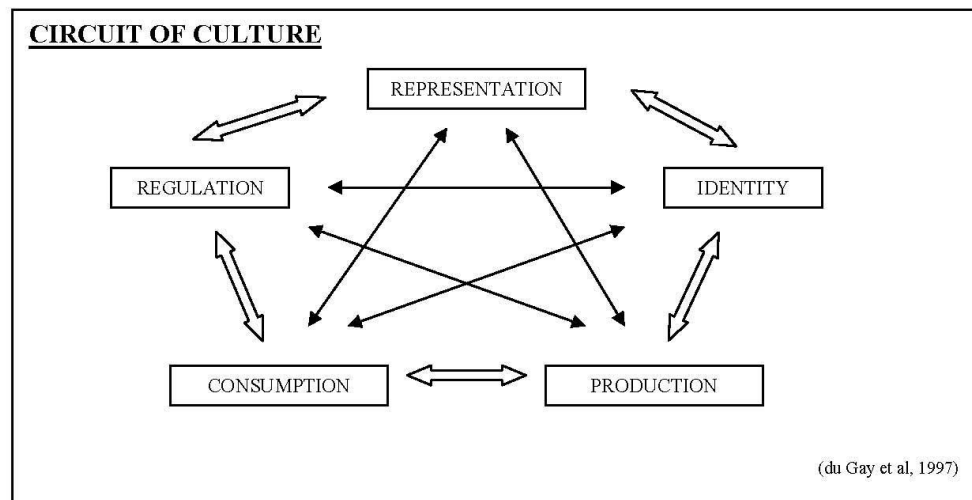 CIRCUIT OF CULTURE
REPRESENTATION
REGULATION
IDENTITY
CONSUMPTION
PRODUCTION
(du Gay et al, 1997)